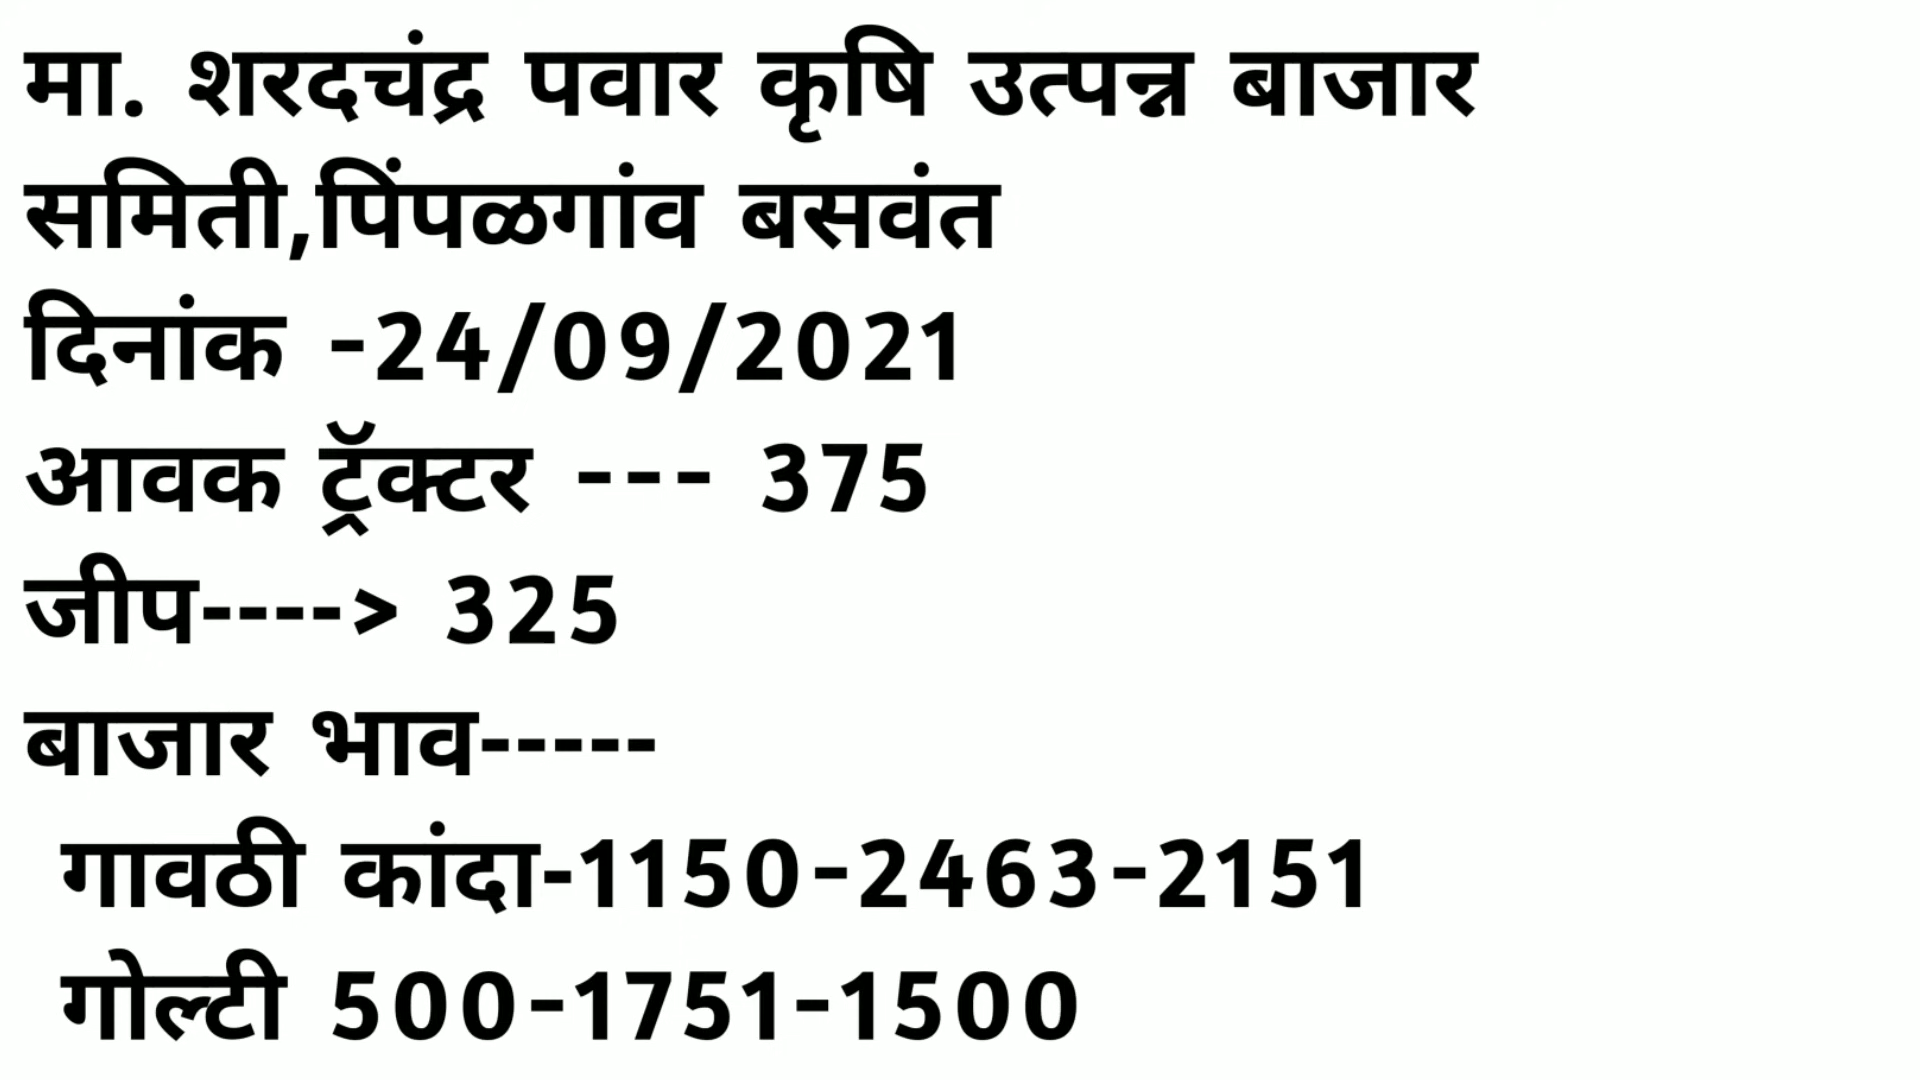 मा. शरदचंद्र पवार कृषि उत्पन्न बाजार
समिती,पिंपळगांव बसवंत
दिनांक -24/09/2021
आवक ट्रॅक्टर --- 375
जीप----> 325
बाजार भाव-----
गावठी कांदा-1150-2463-2151
गोल्टी 500-1751-1500